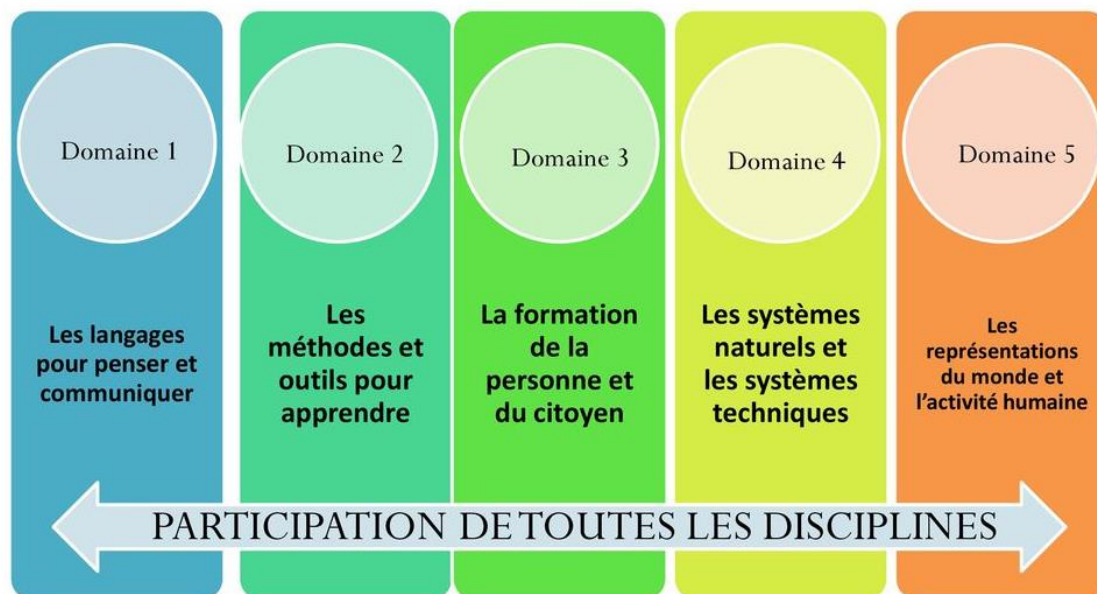 Domaine 1
Les langages
pour penser et
communiquer
Domaine 2
Les
méthodes et
outils pour
apprendre
Domaine 3
La formation
de la
personne et
du citoyen
Domaine 4
Les systèmes
naturels et
les systèmes
techniques
Domaine 5
Les
représentations
du monde et
l’activité humaine
PARTICIPATION DE TOUTES LES DISCIPLINES